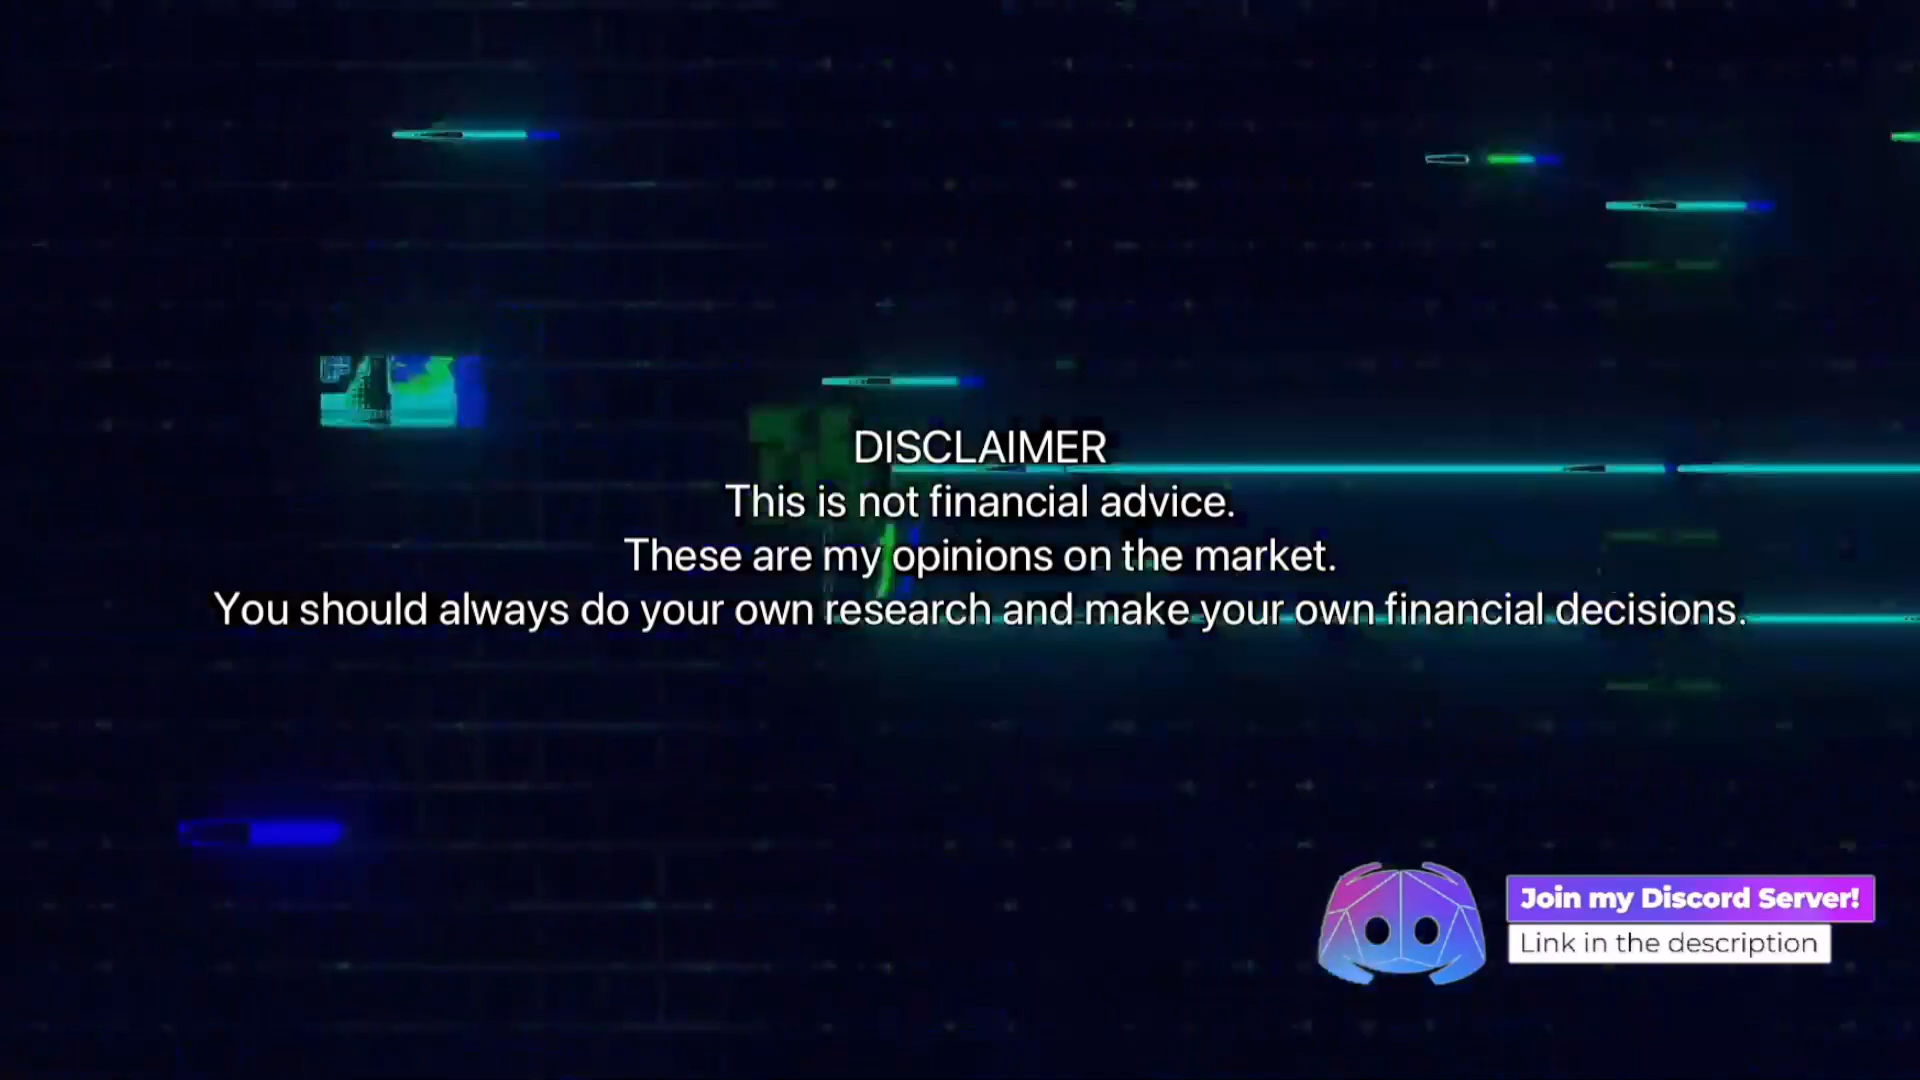 DISCLAIMER
This is not financial advice.
These are my opinions on the market.
You should always do your own research and make your own financial decisions.
Join my Discord Server!
Link in the description